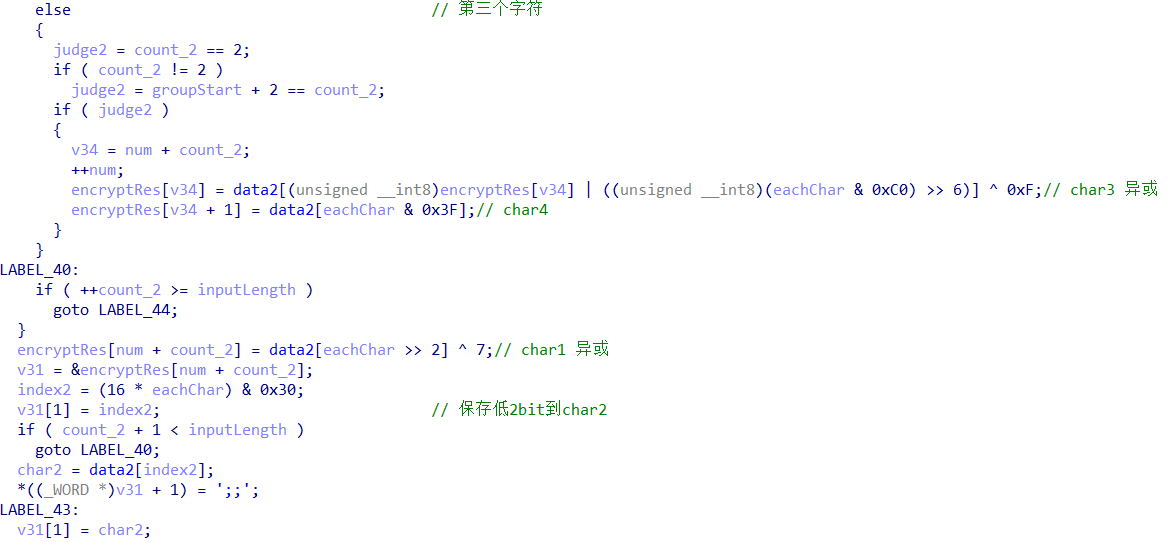 else // 第三个字符
{
judge2 = count_2 == 2;
if ( count_2 != 2 )
judge2 = groupStart + 2 == count_2;
if ( judge2 )
{
v34 = num + count_2;
++num;
encryptRes[v34] = data2[(unsigned __int8)encryptRes[v34] | ((unsigned __int8)(eachChar & 0xC0) >> 6)] ^ 0xF;// char3 异或
encryptRes[v34 + 1] = data2[eachChar & 0x3F];// char4
}
}
LABEL_40:
if ( ++count_2 >= inputLength )
goto LABEL_44;
}
encryptRes[num + count_2] = data2[eachChar >> 2] ^ 7;// char1 异或
v31 = &encryptRes[num + count_2];
index2 = (16 * eachChar) & 0x30;
v31[1] = index2; // 保存低2bit到char2
if ( count_2 + 1 < inputLength )
goto LABEL_40;
char2 = data2[index2];
*((_WORD *)v31 + 1) = ';;';
LABEL_43:
v31[1] = char2;